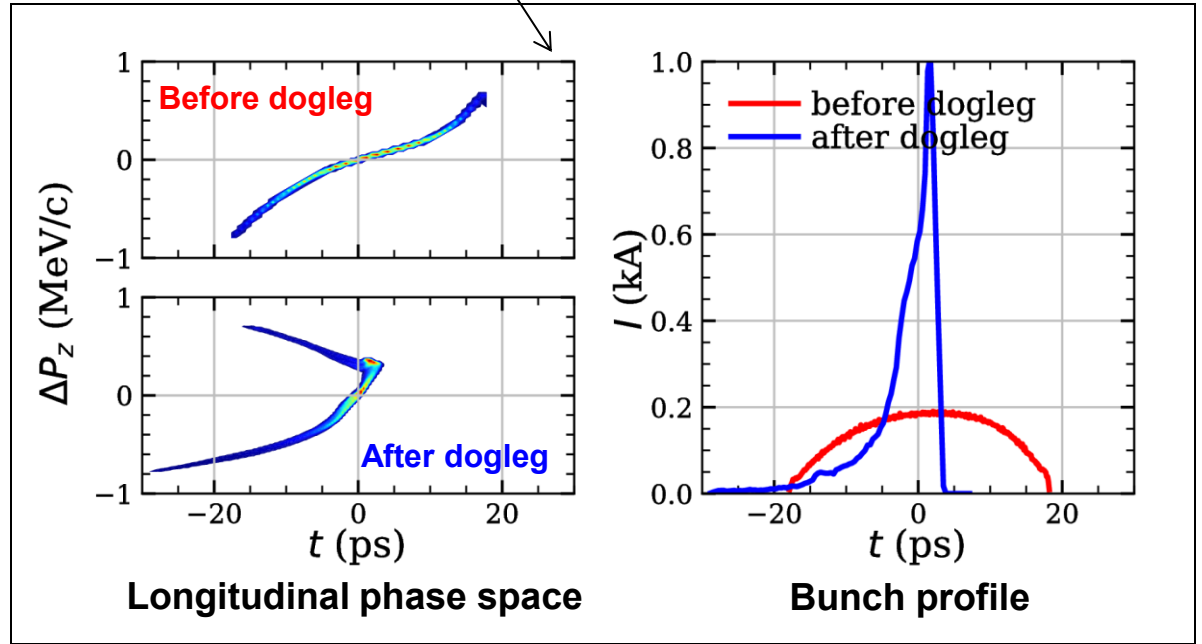 1
Before dogleg
0
−1
1
0
After dogleg
−1
−20
0
20
ΔP_z (MeV/c)
t (ps)
Longitudinal phase space
1.0
before dogleg
after dogleg
0.8
0.6
0.4
0.2
0.0
I (kA)
−20
0
20
t (ps)
Bunch profile